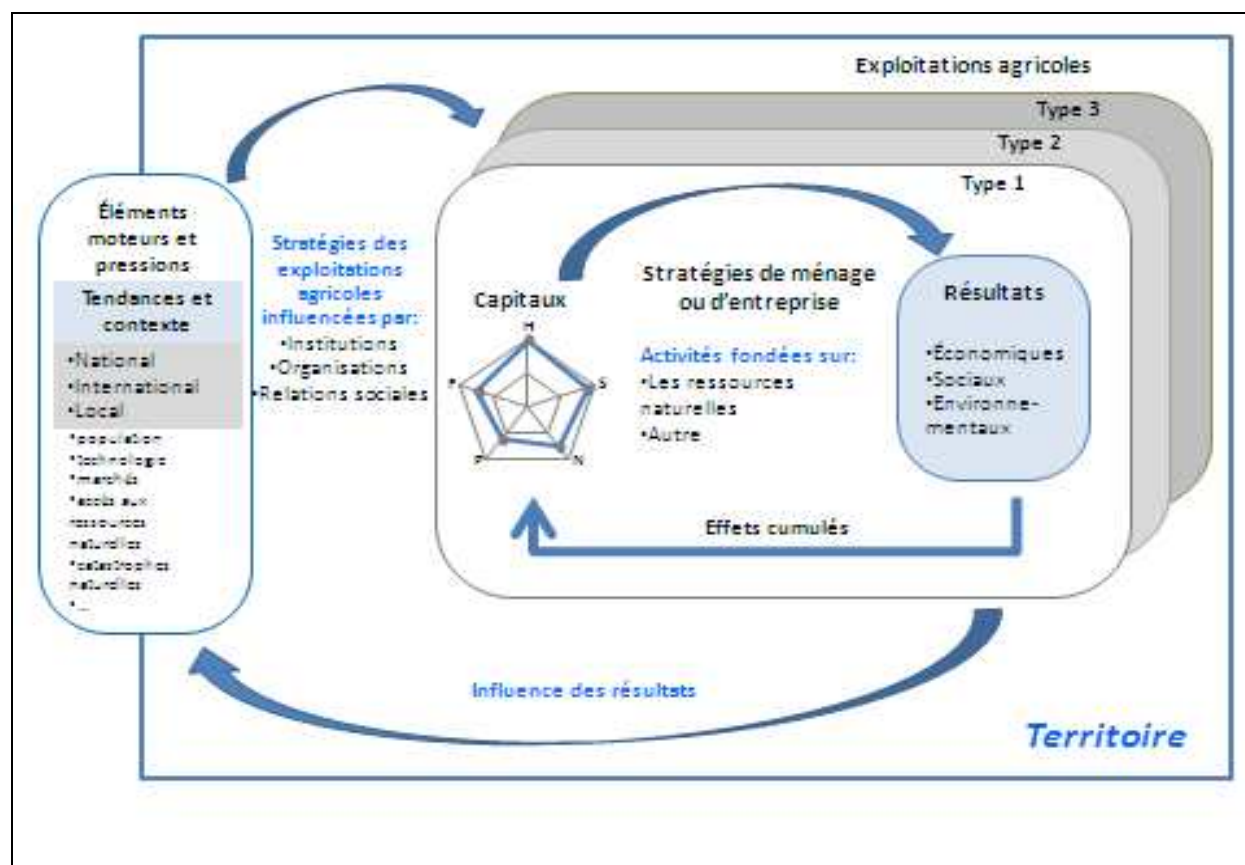 Exploitations agricoles
Type 3
Type 2
Type 1
Éléments
moteurs et
pressions
Tendances et
contexte
•National
•International
•Local
•population
•technologie
•marchés
•accès aux
ressources
naturelles
•catastrophes
naturelles
•...
Stratégies des
exploitations
agricoles
influencées par:
•Institutions
•Organisations
•Relations sociales
Capitaux
H
S
N
P
F
Stratégies de ménage
ou d'entreprise
Activités fondées sur:
•Les ressources
naturelles
•Autre
Résultats
•Économiques
•Sociaux
•Environne-
mentaux
Effets cumulés
Influence des résultats
Territoire